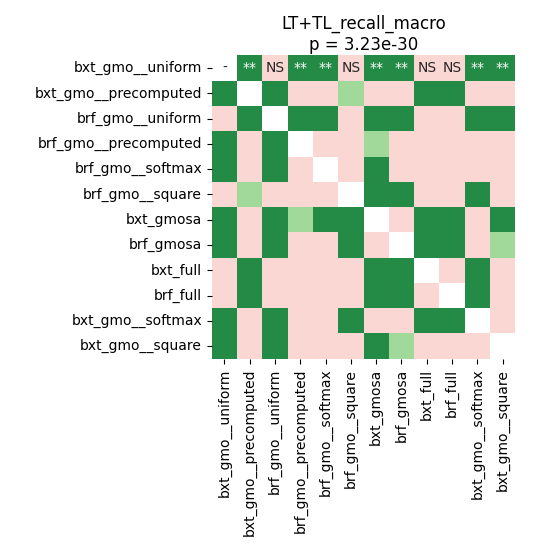 LT+TL_recall_macro
p = 3.23e-30
bxt_gmo__uniform - ** NS ** ** NS ** ** NS NS ** **
bxt_gmo__precomputed
brf_gmo__uniform
brf_gmo__precomputed
brf_gmo__softmax
brf_gmo__square
bxt_gmosa
brf_gmosa
bxt_full
brf_full
bxt_gmo__softmax
bxt_gmo__square
bxt_gmo__uniform
bxt_gmo__precomputed
brf_gmo__uniform
brf_gmo__precomputed
brf_gmo__softmax
brf_gmo__square
bxt_gmosa
brf_gmosa
bxt_full
brf_full
bxt_gmo__softmax
bxt_gmo__square